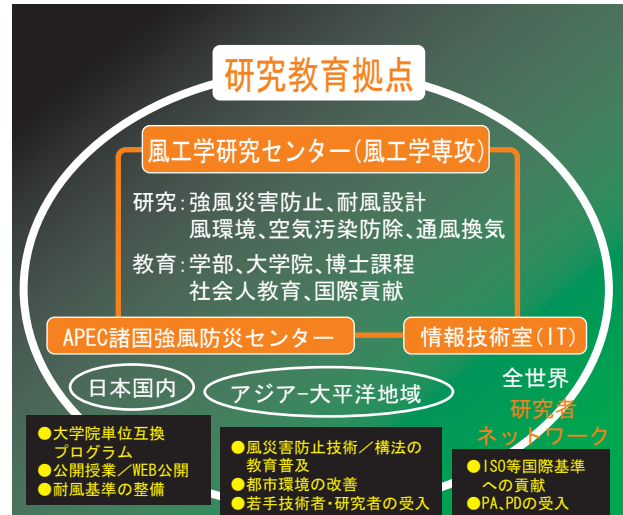 研究教育拠点
風工学研究センター(風工学専攻)
研究:強風災害防止、耐風設計
風環境、空気汚染防除、通風換気
教育:学部、大学院、博士課程
社会人教育、国際貢献
APEC諸国強風防災センター
情報技術室(IT)
日本国内
アジア-太平洋地域
全世界
研究者
ネットワーク
●大学院単位互換
プログラム
●公開授業/WEB公開
●耐風基準の整備
●風災害防止技術/構法の
教育普及
●都市環境の改善
●若手技術者・研究者の受入
●ISO等国際基準
への貢献
●PA、PDの受入